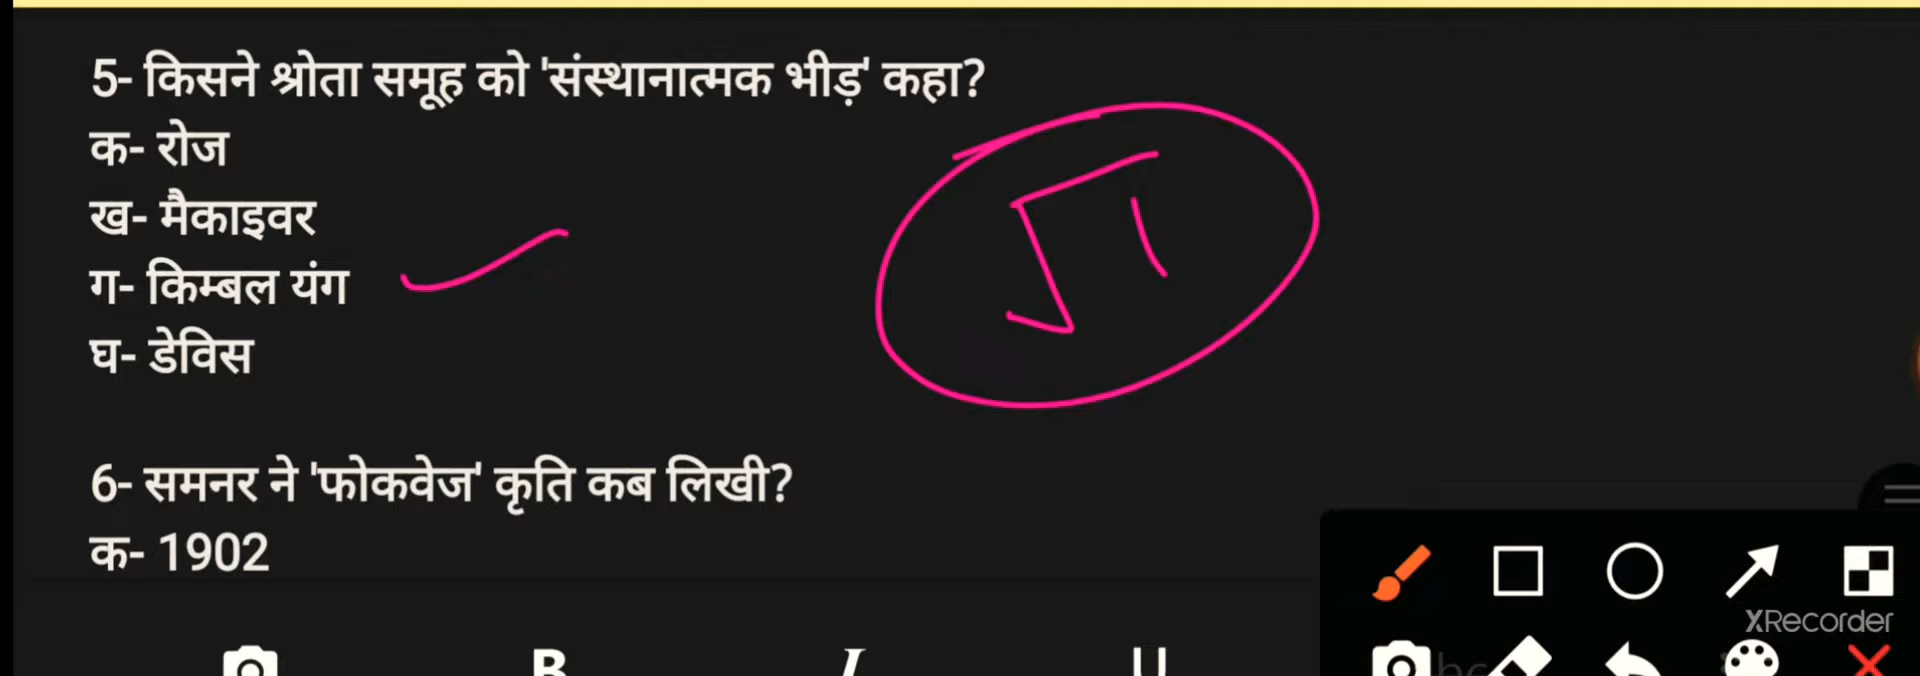 5- किसने श्रोता समूह को 'संस्थानात्मक भीड़' कहा?
क- रोज
ख- मैकाइवर
ग- किम्बल यंग
घ- डेविस
ग
6- समनर ने 'फोकवेज' कृति कब लिखी?
क- 1902
XRecorder
B I U